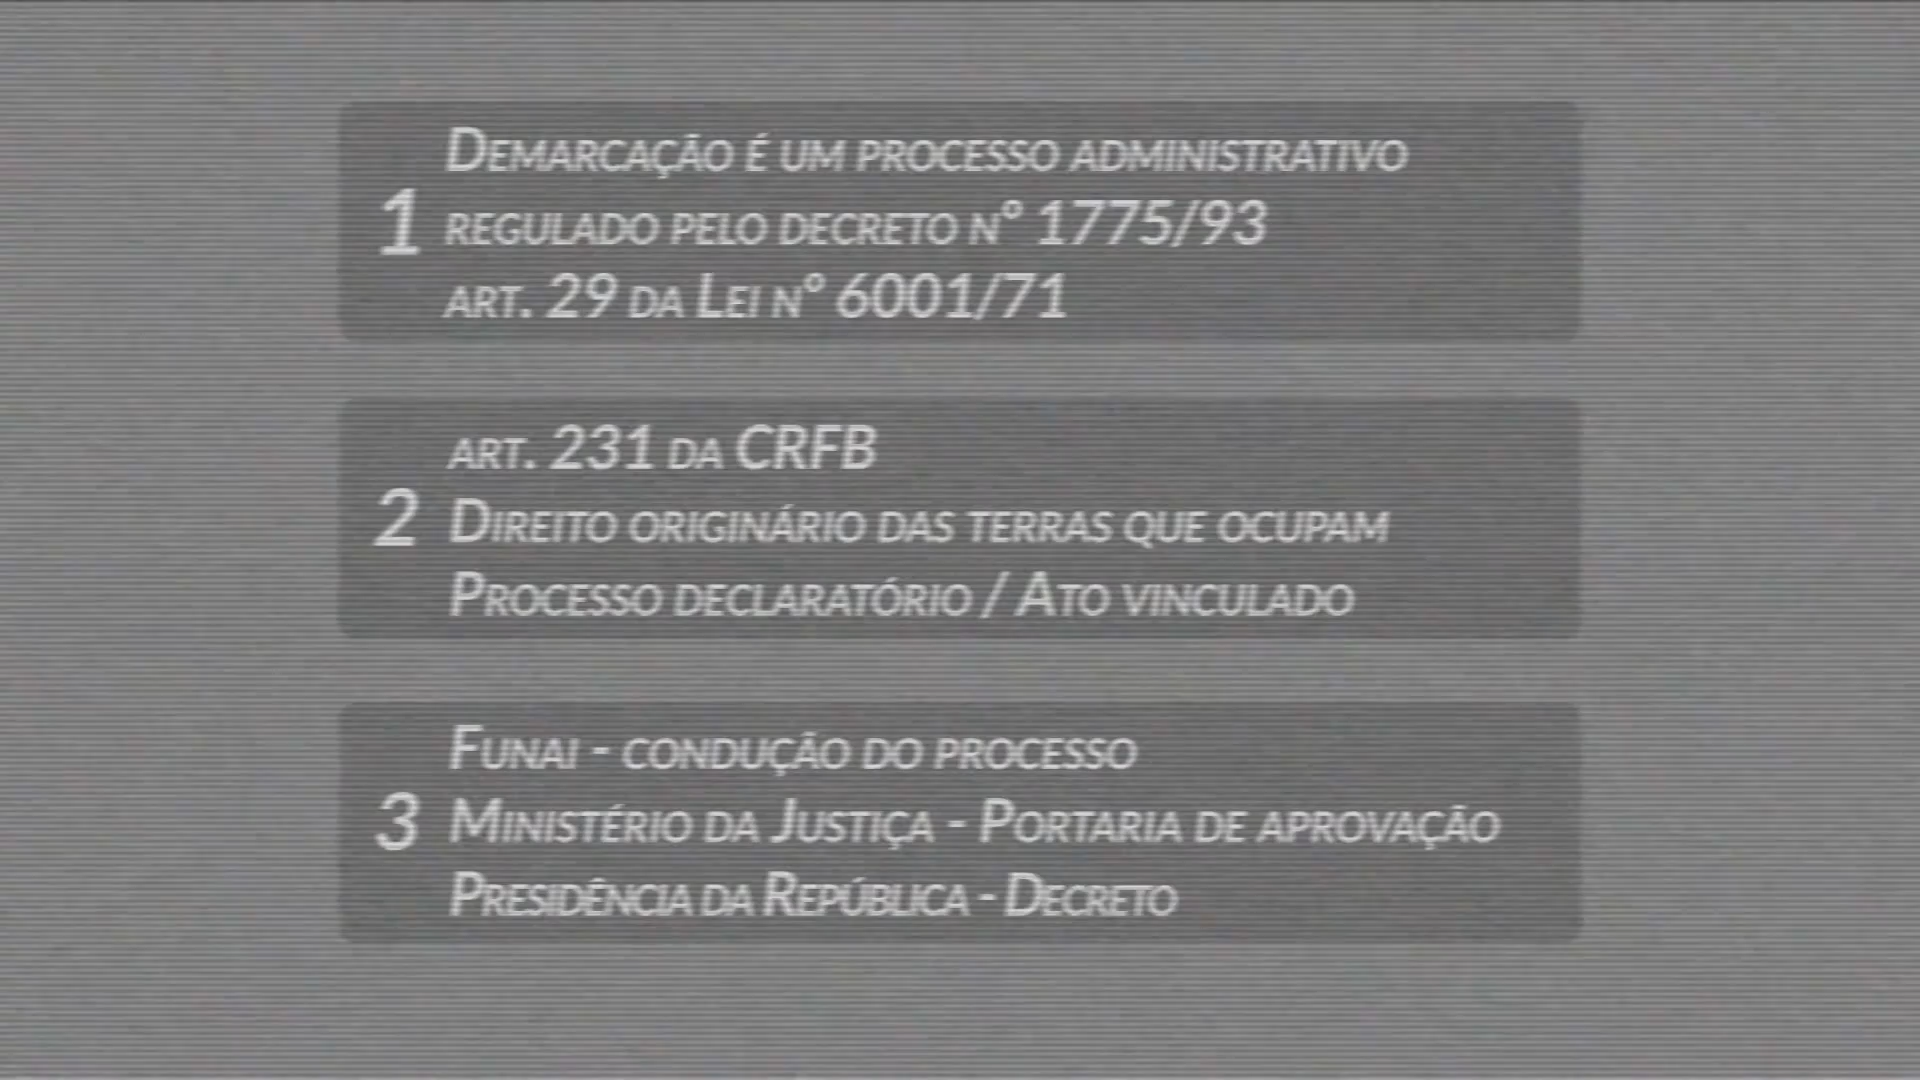 1 Demarcação é um processo administrativo
regulado pelo decreto nº 1775/93
art. 29 da Lei nº 6001/71
2 art. 231 da CRFB
Direito originário das terras que ocupam
Processo declaratório / Ato vinculado
3 Funai - condução do processo
Ministério da Justiça - Portaria de aprovação
Presidência da República - Decreto